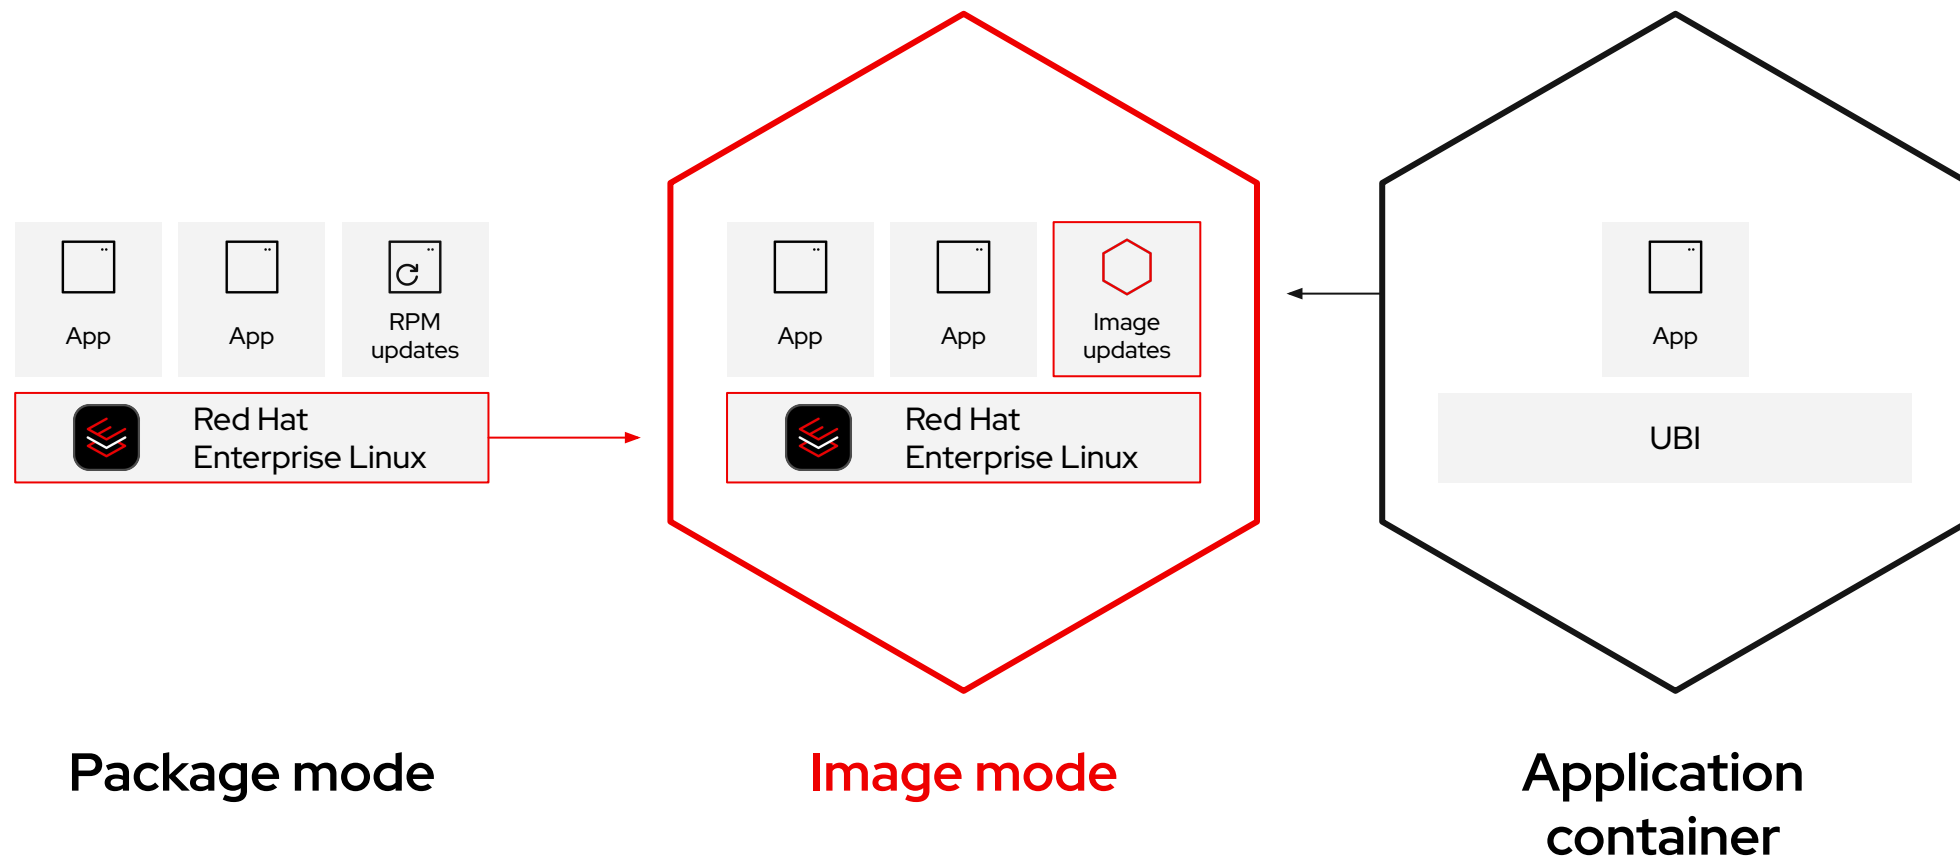 App
App
RPM
updates
Red Hat
Enterprise Linux
Package mode
App
App
Image
updates
Red Hat
Enterprise Linux
Image mode
App
UBI
Application
container